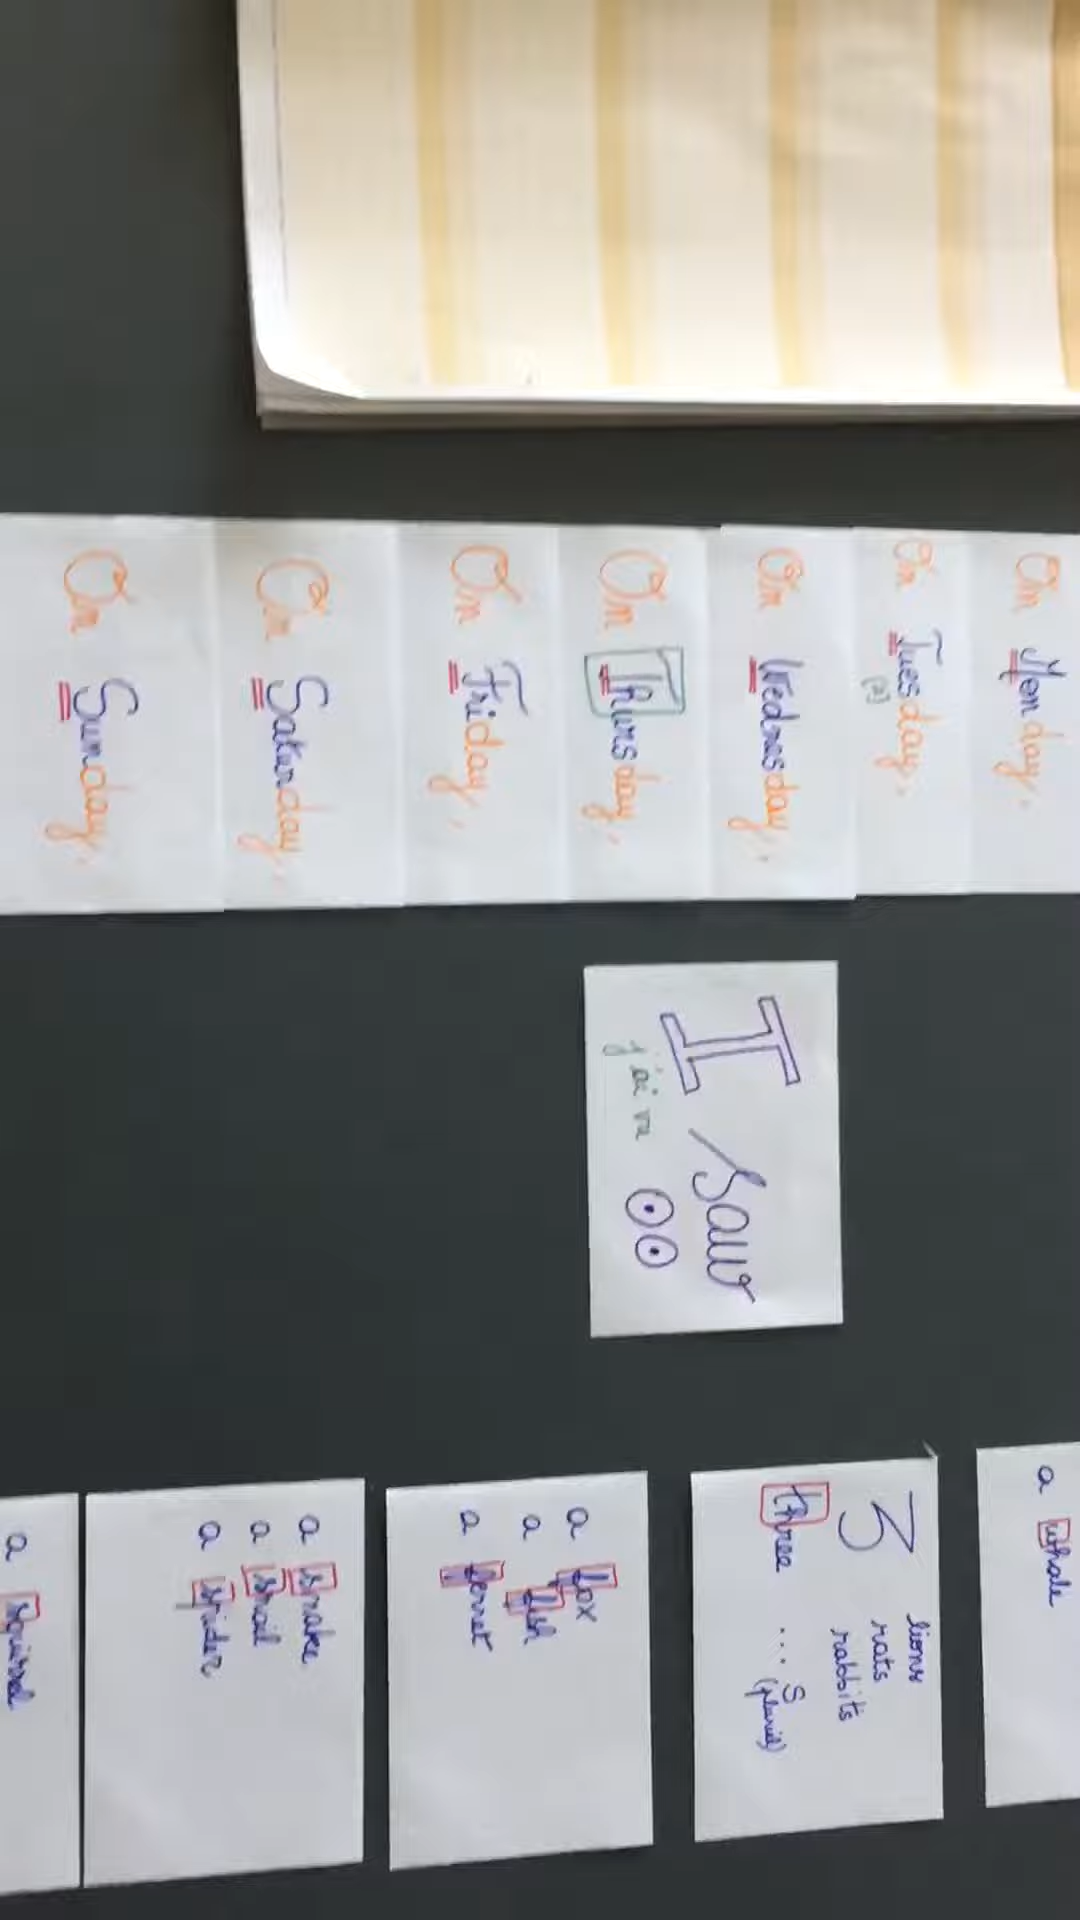 On Monday,
On Tuesday,
[z]
On Wednesday,
On Thursday,
On Friday,
On Saturday,
On Sunday,
I saw
j'ai vu
a whale
3 lions
rats
rabbits
three ... S
(pluriel)
a fox
a fish
a ferret
a snake
a snail
a spider
a squirrel